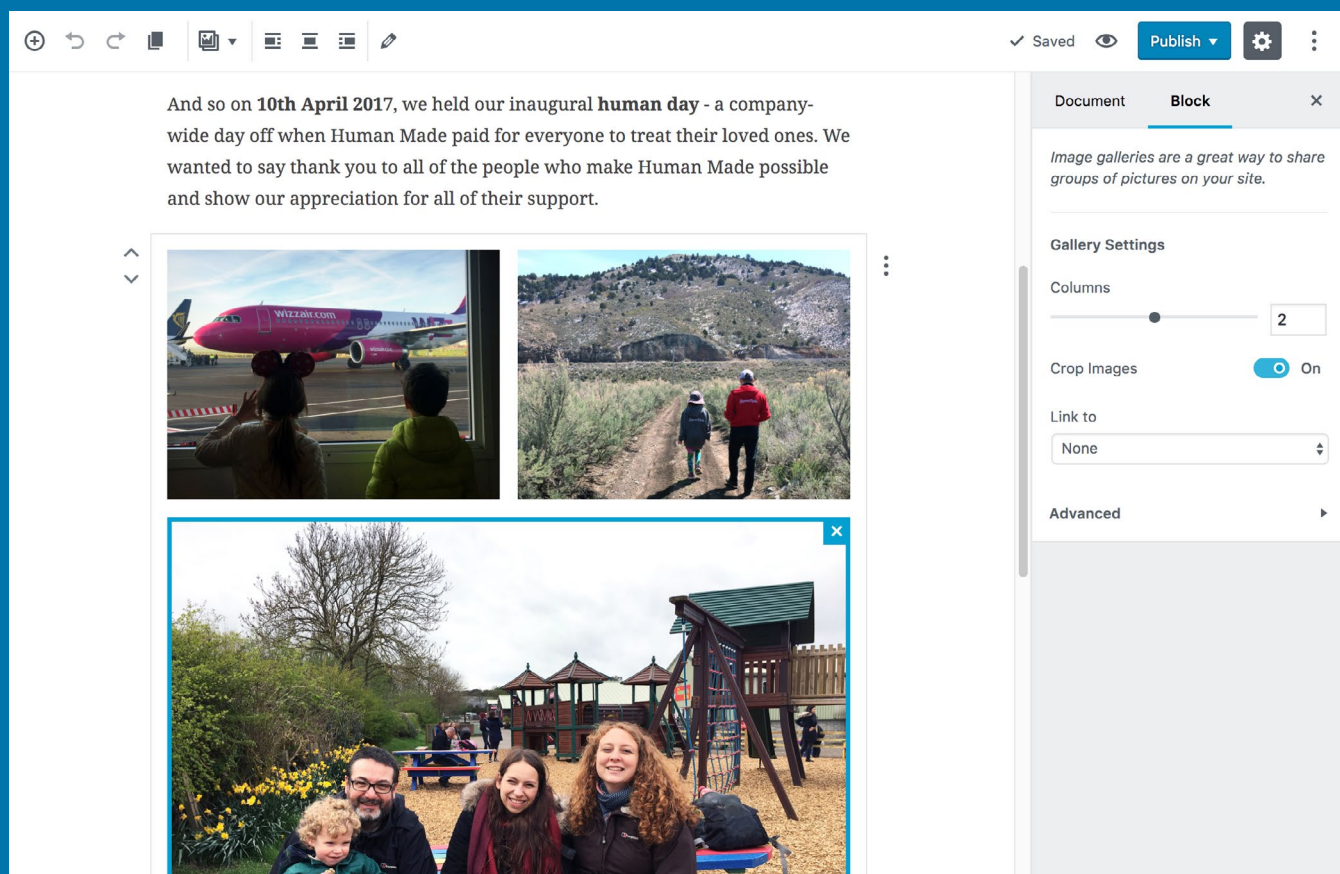 Saved
Publish
And so on 10th April 2017, we held our inaugural human day - a company-
wide day off when Human Made paid for everyone to treat their loved ones. We
wanted to say thank you to all of the people who make Human Made possible
and show our appreciation for all of their support.
wizzair.com
Document Block
Image galleries are a great way to share
groups of pictures on your site.
Gallery Settings
Columns
2
Crop Images On
Link to
None
Advanced